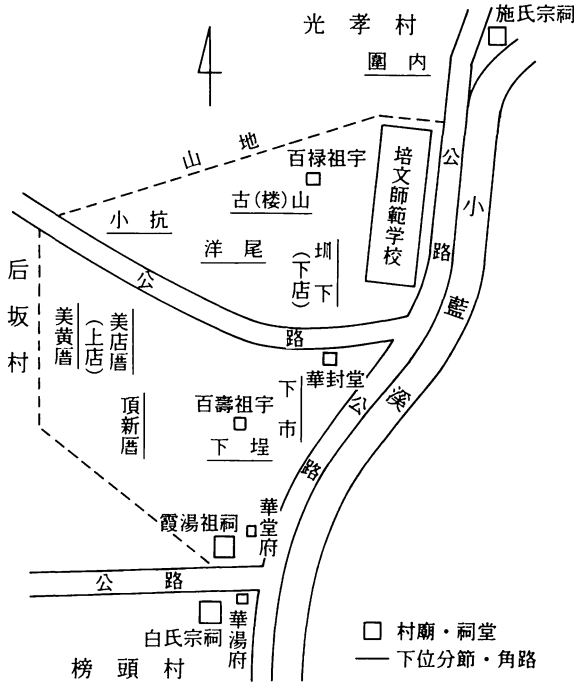 施氏宗祠
光孝村
圍内
山地
百禄祖宇
培文師範学校
公路
小藍溪
古(楼)山
小抗
洋尾
圳下
(下店)
公路
后坂村
美店厝
(上店)
美黄厝
頂新厝
華封堂
百壽祖宇
下市
下埕
公路
霞湯祖祠
華堂府
公路
白氏宗祠
華湯府
榜頭村
村廟・祠堂
下位分節・角路